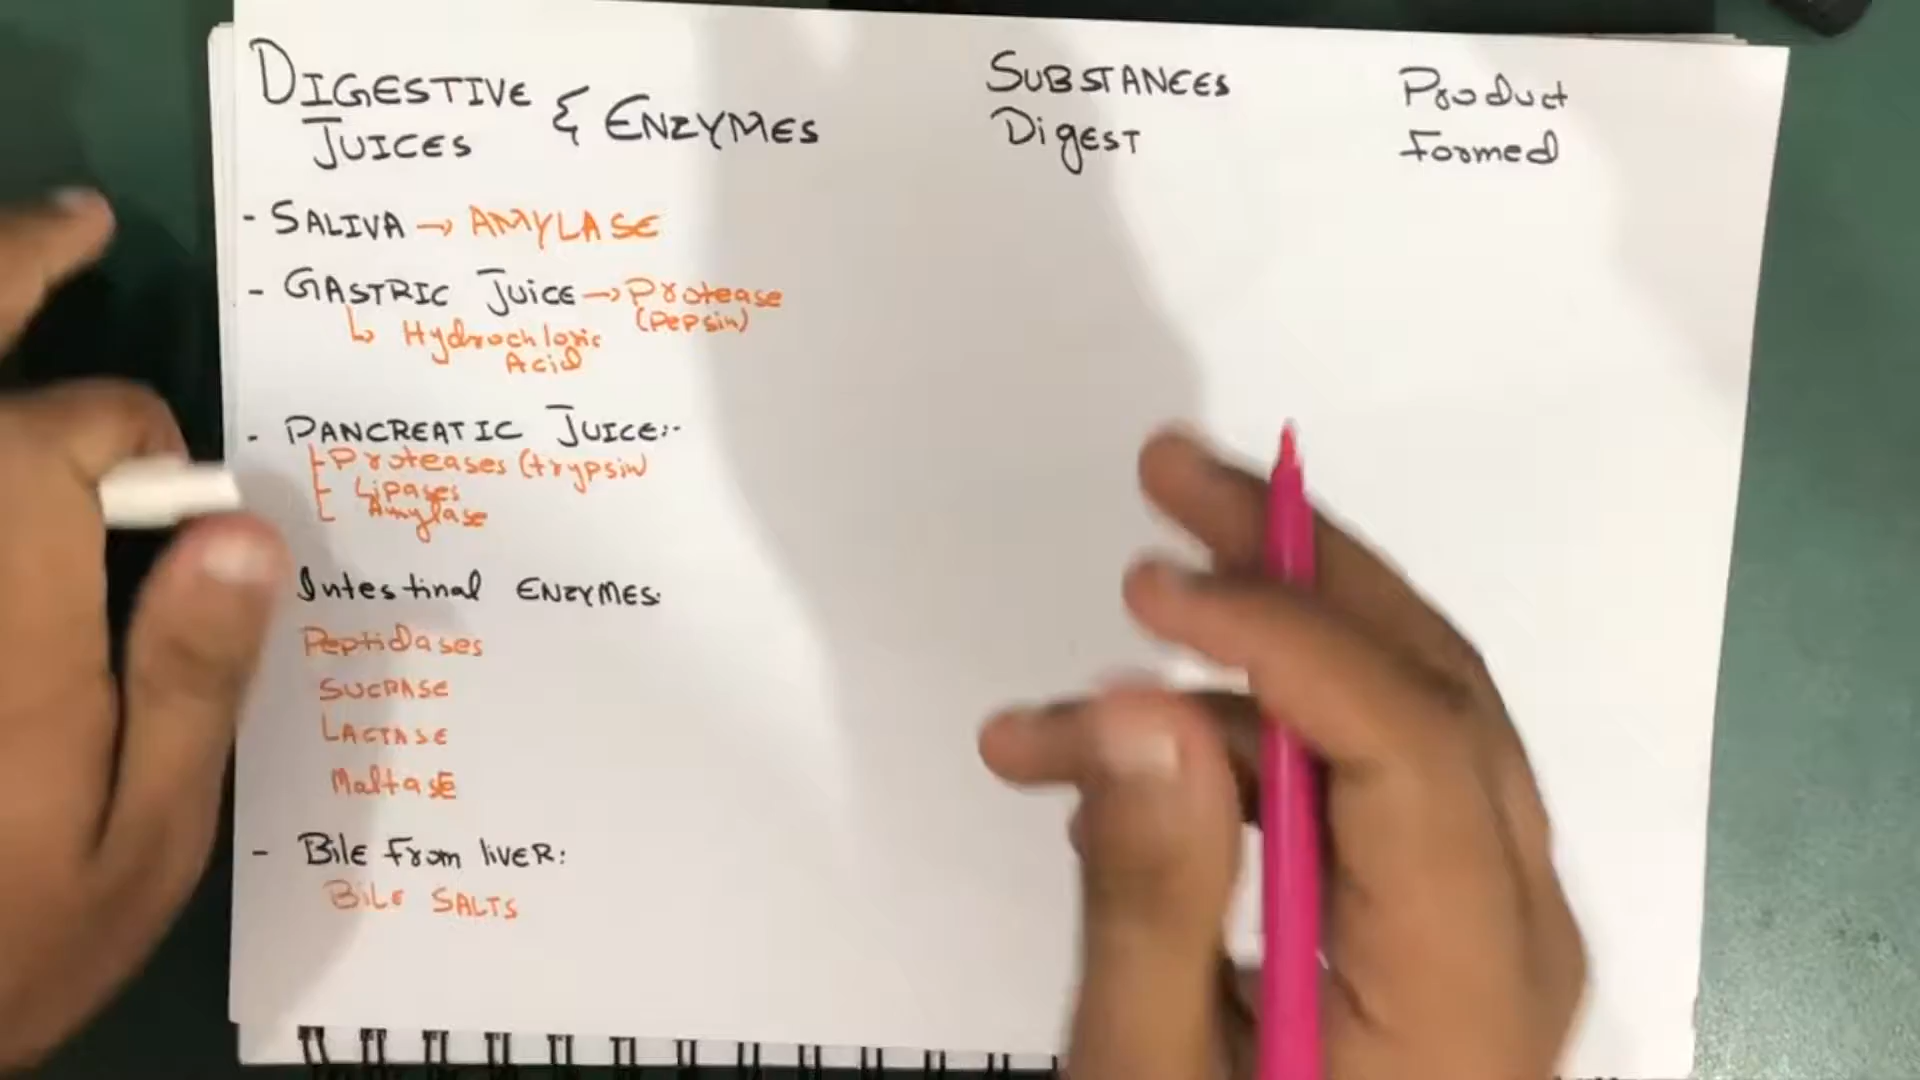 DIGESTIVE JUICES & ENZYMES
SUBSTANCES DigEST
Product Formed
- SALIVA → AMYLASE
- GASTRIC JUICE → Protease (Pepsin)
↳ Hydrochloric Acid
- PANCREATIC JUICE:-
Proteases (trypsin)
Lipases
Amylase
Intestinal ENZYMES:
Peptidases
SUCRASE
LACTASE
Maltase
- Bile from liver:
Bile SALTS